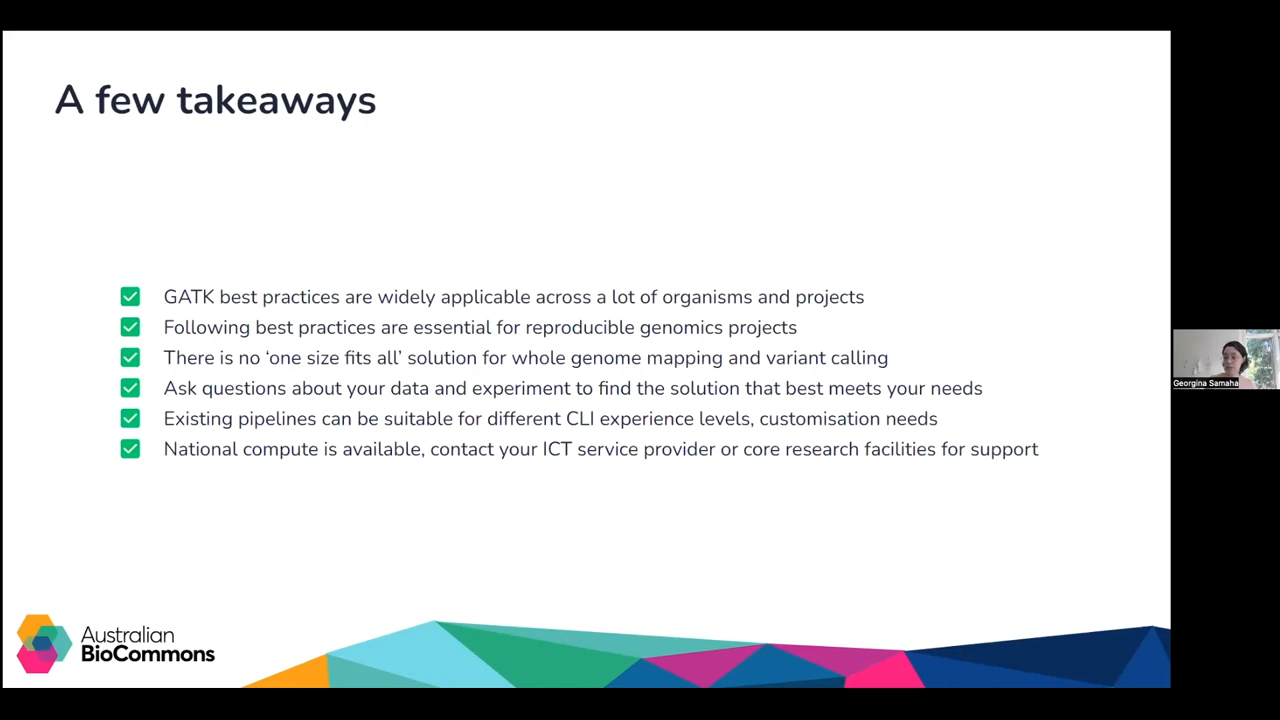 A few takeaways
GATK best practices are widely applicable across a lot of organisms and projects
Following best practices are essential for reproducible genomics projects
There is no ‘one size fits all’ solution for whole genome mapping and variant calling
Ask questions about your data and experiment to find the solution that best meets your needs
Existing pipelines can be suitable for different CLI experience levels, customisation needs
National compute is available, contact your ICT service provider or core research facilities for support
Georgina Samaha
Australian
BioCommons